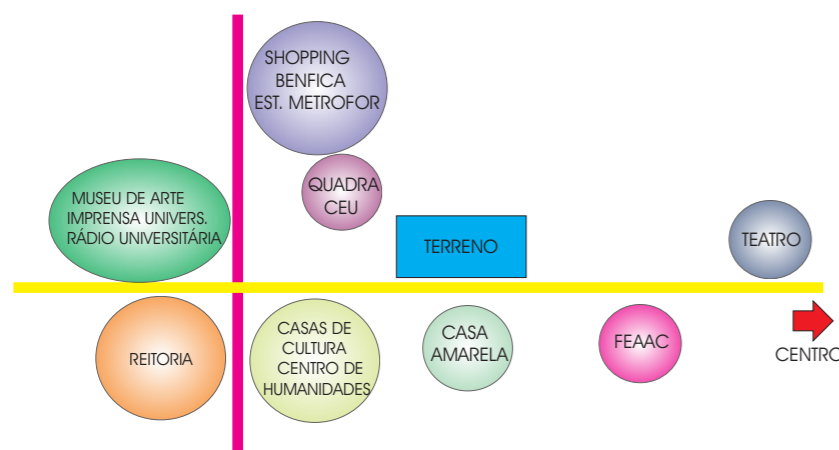 SHOPPING
BENFICA
EST. METROFOR
QUADRA
CEU
MUSEU DE ARTE
IMPRENSA UNIVERS.
RÁDIO UNIVERSITÁRIA
TERRENO
TEATRO
REITORIA
CASAS DE
CULTURA
CENTRO DE
HUMANIDADES
CASA
AMARELA
FEAAC
CENTRO